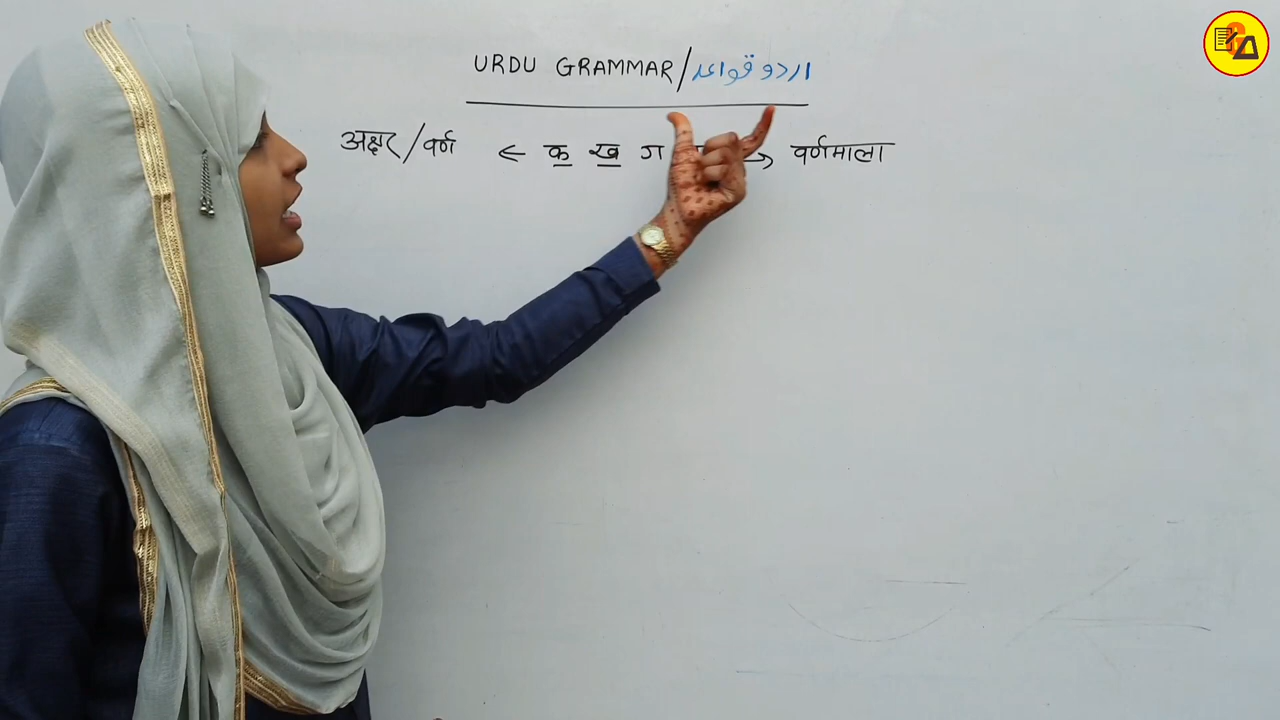 URDU GRAMMAR/اردو قواعد
अक्षर/वर्ण ← क ख ग → वर्णमाला